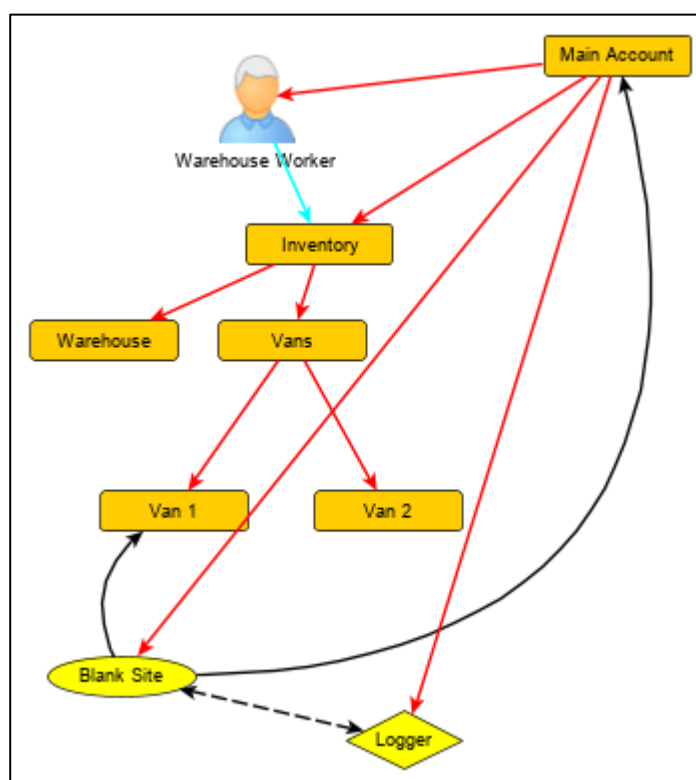 Main Account
Warehouse Worker
Inventory
Warehouse
Vans
Van 1
Van 2
Blank Site
Logger